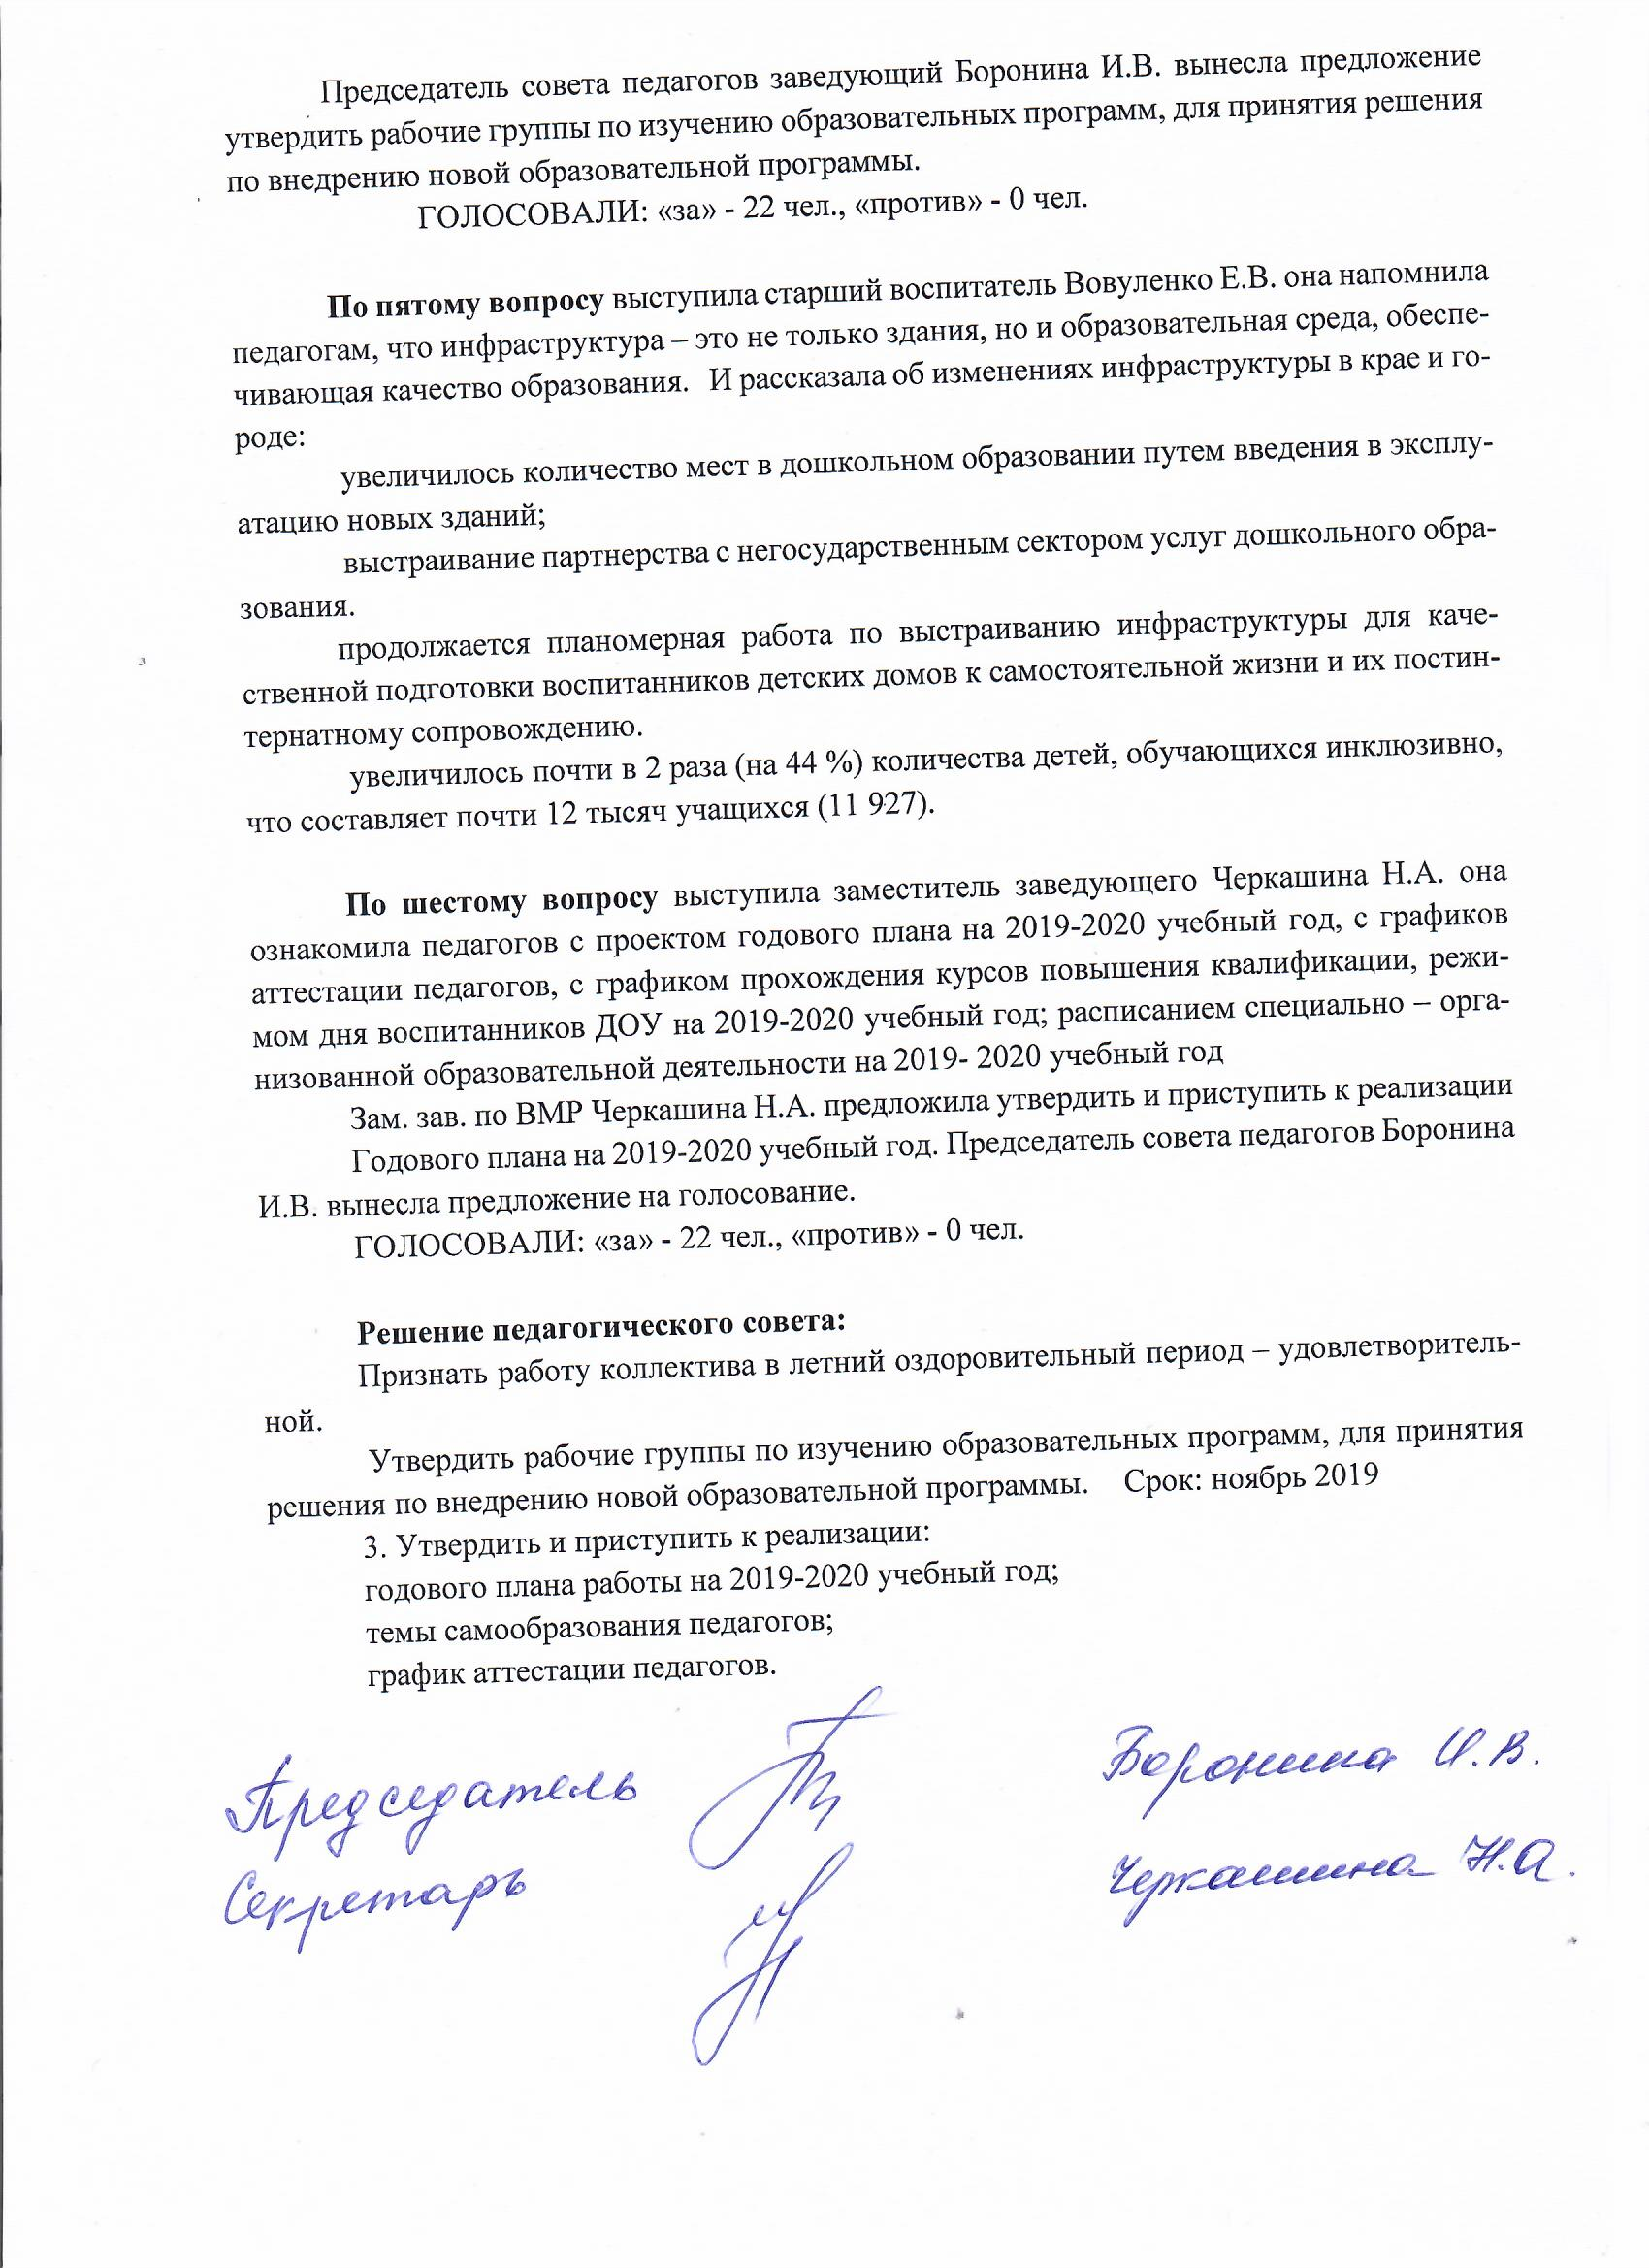 Председатель совета педагогов заведующий Боронина И.В. вынесла предложение
утвердить рабочие группы по изучению образовательных программ, для принятия решения
по внедрению новой образовательной программы.
ГОЛОСОВАЛИ: «за» - 22 чел., «против» - 0 чел.
По пятому вопросу выступила старший воспитатель Вовуленко Е.В. она напомнила
педагогам, что инфраструктура – это не только здания, но и образовательная среда, обеспе-
чивающая качество образования. И рассказала об изменениях инфраструктуры в крае и го-
роде:
увеличилось количество мест в дошкольном образовании путем введения в эксплу-
атацию новых зданий;
выстраивание партнерства с негосударственным сектором услуг дошкольного обра-
зования.
продолжается планомерная работа по выстраиванию инфраструктуры для каче-
ственной подготовки воспитанников детских домов к самостоятельной жизни и их постин-
тернатному сопровождению.
увеличилось почти в 2 раза (на 44 %) количества детей, обучающихся инклюзивно,
что составляет почти 12 тысяч учащихся (11 927).
По шестому вопросу выступила заместитель заведующего Черкашина Н.А. она
ознакомила педагогов с проектом годового плана на 2019-2020 учебный год, с графиков
аттестации педагогов, с графиком прохождения курсов повышения квалификации, режи-
мом дня воспитанников ДОУ на 2019-2020 учебный год; расписанием специально – орга-
низованной образовательной деятельности на 2019- 2020 учебный год
Зам. зав. по ВМР Черкашина Н.А. предложила утвердить и приступить к реализации
Годового плана на 2019-2020 учебный год. Председатель совета педагогов Боронина
И.В. вынесла предложение на голосование.
ГОЛОСОВАЛИ: «за» - 22 чел., «против» - 0 чел.
Решение педагогического совета:
Признать работу коллектива в летний оздоровительный период – удовлетворитель-
ной.
Утвердить рабочие группы по изучению образовательных программ, для принятия
решения по внедрению новой образовательной программы. Срок: ноябрь 2019
3. Утвердить и приступить к реализации:
годового плана работы на 2019-2020 учебный год;
темы самообразования педагогов;
график аттестации педагогов.
Председатель Боронина И.В.
Секретарь Черкашина Н.А.